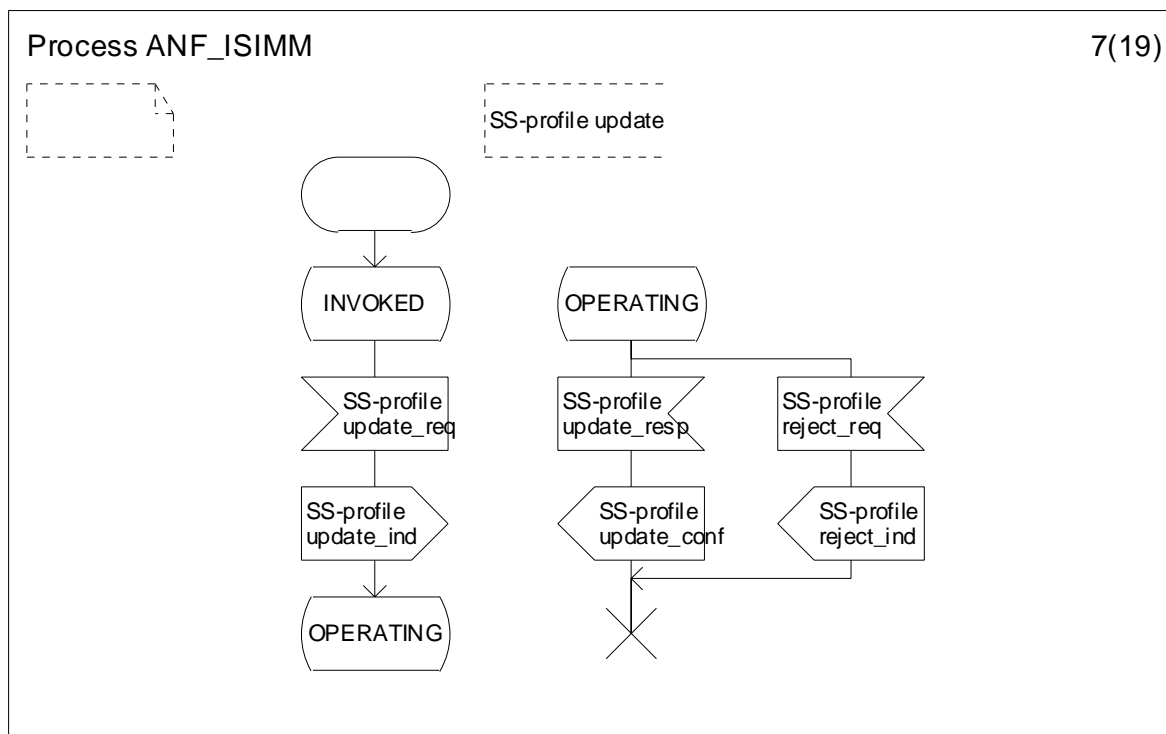 Process ANF_ISIMM
7(19)
SS-profile update
INVOKED
OPERATING
SS-profile
update_req
SS-profile
update_resp
SS-profile
reject_req
SS-profile
update_ind
SS-profile
update_conf
SS-profile
reject_ind
OPERATING